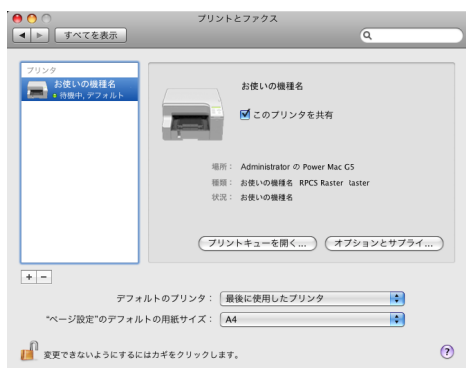 プリントとファクス
すべてを表示
プリンタ
お使いの機種名
待機中, デフォルト
お使いの機種名
このプリンタを共有
場所： Administrator の Power Mac G5
種類： お使いの機種名 RPCS Raster laster
状況： お使いの機種名
プリントキューを開く... オプションとサプライ...
+ −
デフォルトのプリンタ： 最後に使用したプリンタ
“ページ設定”のデフォルトの用紙サイズ： A4
変更できないようにするにはカギをクリックします。 ?